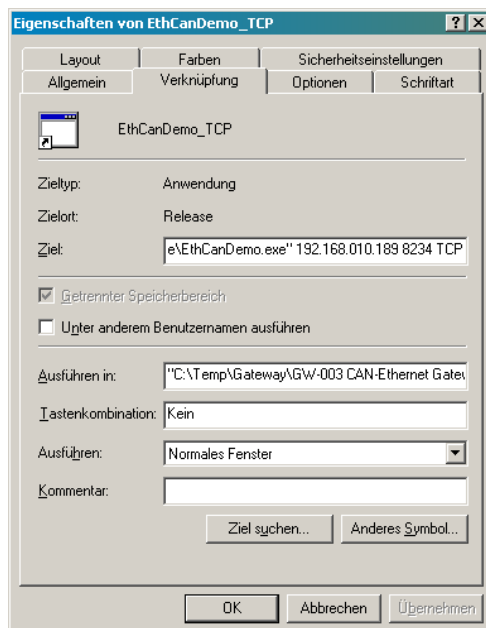 Eigenschaften von EthCanDemo_TCP
Layout Farben Sicherheitseinstellungen
Allgemein Verknüpfung Optionen Schriftart
EthCanDemo_TCP
Zieltyp: Anwendung
Zielort: Release
Ziel: e\EthCanDemo.exe" 192.168.010.189 8234 TCP
Getrennter Speicherbereich
Unter anderem Benutzernamen ausführen
Ausführen in: "C:\Temp\Gateway\GW-003 CAN-Ethernet Gatew
Tastenkombination: Kein
Ausführen: Normales Fenster
Kommentar:
Ziel suchen... Anderes Symbol...
OK Abbrechen Übernehmen